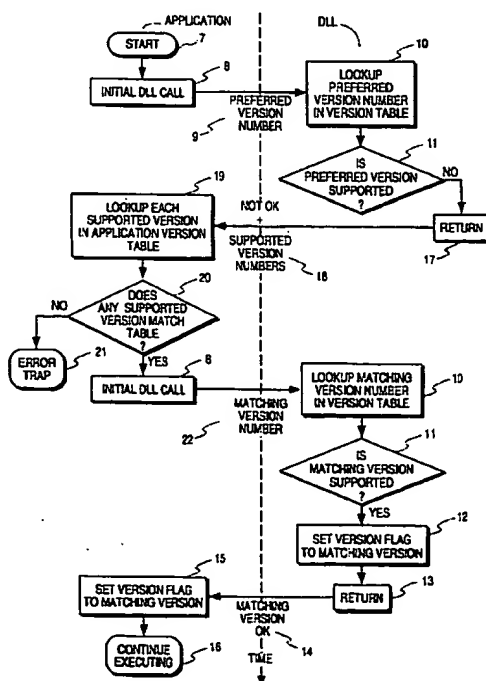 APPLICATION
DLL
START
7
8
10
INITIAL DLL CALL
PREFERRED
VERSION
NUMBER
9
LOOKUP
PREFERRED
VERSION NUMBER
IN VERSION TABLE
11
IS
PREFERRED VERSION
SUPPORTED
?
NO
RETURN
17
19
LOOKUP EACH
SUPPORTED VERSION
IN APPLICATION VERSION
TABLE
NOT OK
+
SUPPORTED
VERSION
NUMBERS
18
20
DOES
ANY SUPPORTED
VERSION MATCH
TABLE
?
NO
ERROR
TRAP
21
YES
8
INITIAL DLL CALL
MATCHING
VERSION
NUMBER
22
10
LOOKUP MATCHING
VERSION NUMBER
IN VERSION TABLE
11
IS
MATCHING VERSION
SUPPORTED
?
YES
12
SET VERSION FLAG
TO MATCHING VERSION
13
RETURN
15
SET VERSION FLAG
TO MATCHING VERSION
MATCHING
VERSION
OK
14
CONTINUE
EXECUTING
16
TIME